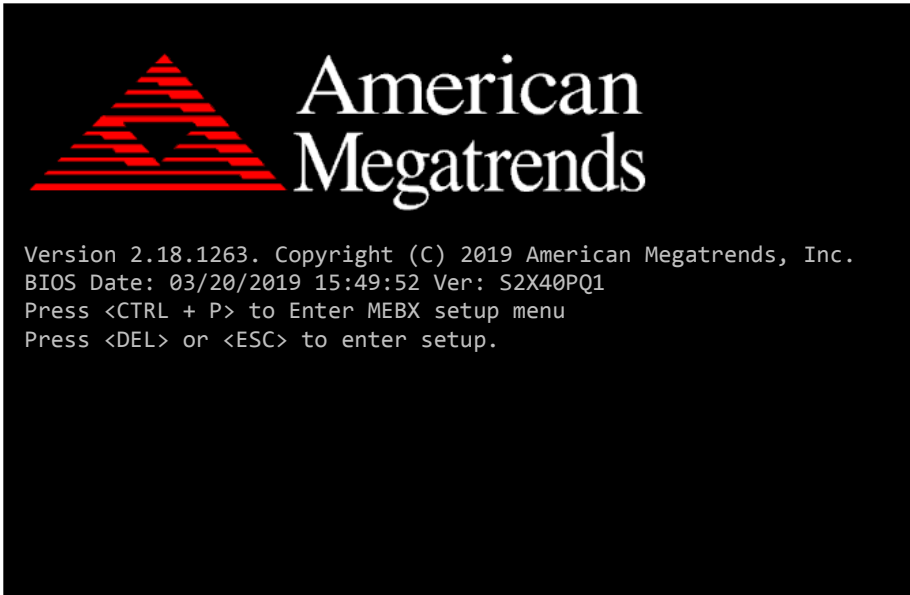 American
Megatrends
Version 2.18.1263. Copyright (C) 2019 American Megatrends, Inc.
BIOS Date: 03/20/2019 15:49:52 Ver: S2X40PQ1
Press <CTRL + P> to Enter MEBX setup menu
Press <DEL> or <ESC> to enter setup.